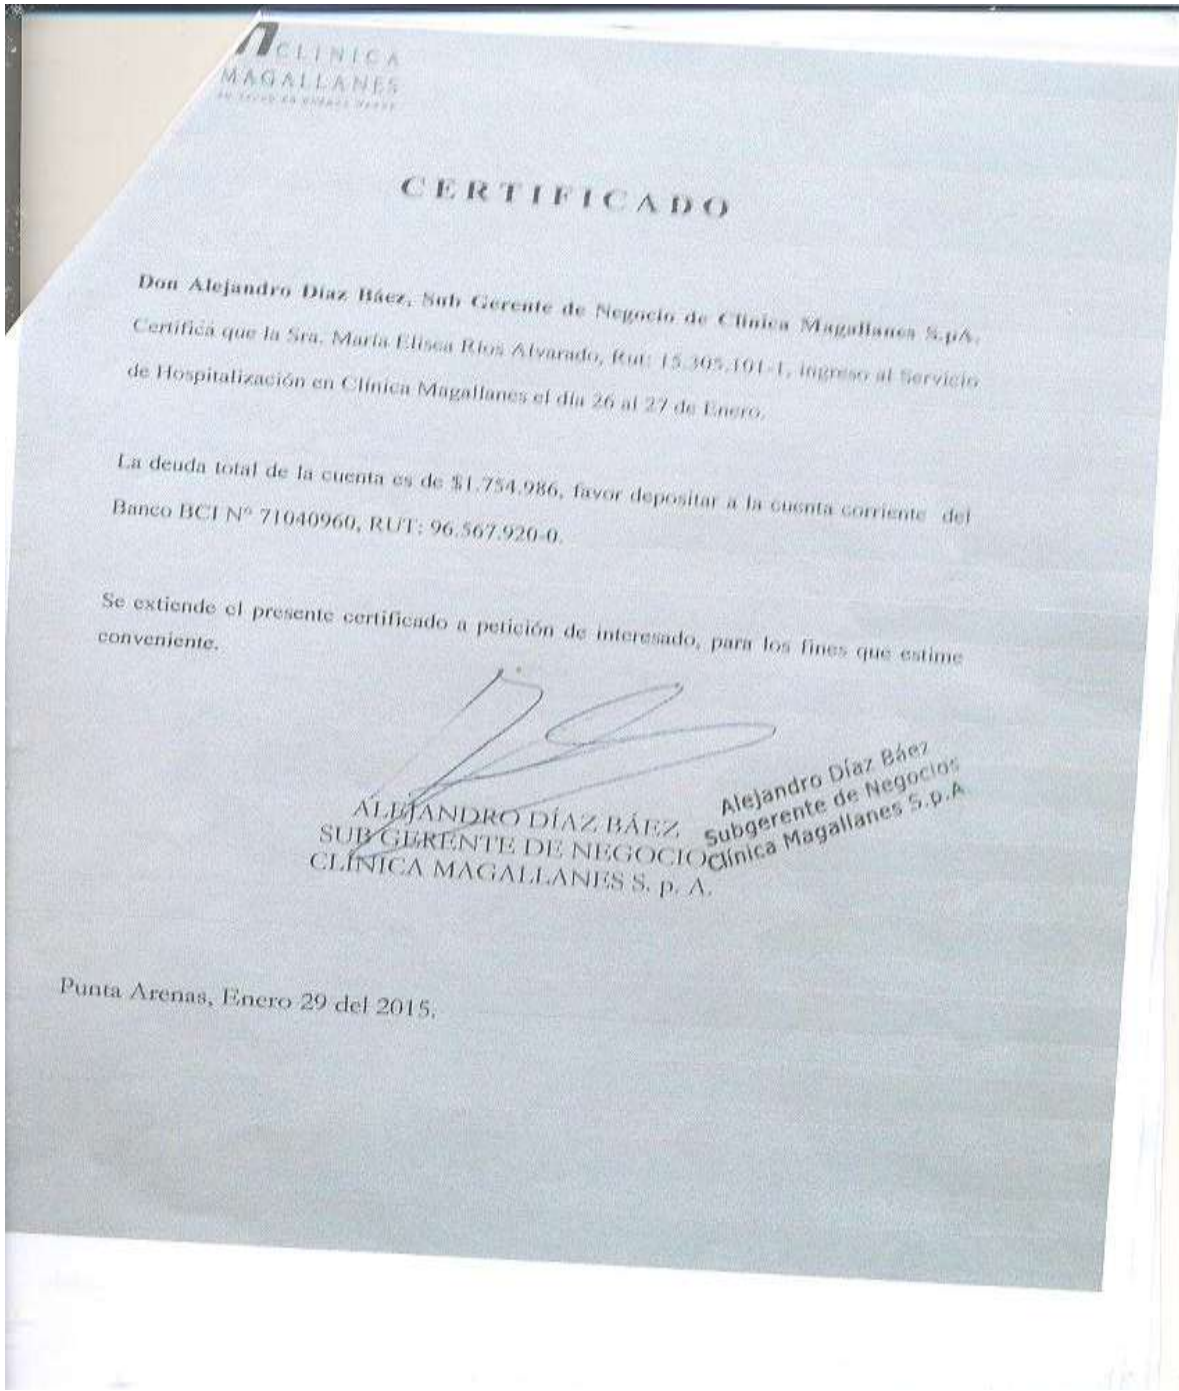 CLINICA
MAGALLANES
CERTIFICADO
Don Alejandro Díaz Báez, Sub Gerente de Negocio de Clínica Magallanes S.pA.
Certifica que la Sra. María Elisea Ríos Alvarado, Rut: 15.305.101-1, ingreso al Servicio
de Hospitalización en Clínica Magallanes el día 26 al 27 de Enero.
La deuda total de la cuenta es de $1.754.986, favor depositar a la cuenta corriente del
Banco BCI N° 71040960, RUT: 96.567.920-0.
Se extiende el presente certificado a petición de interesado, para los fines que estime
conveniente.
ALEJANDRO DÍAZ BÁEZ
SUB GERENTE DE NEGOCIO
CLÍNICA MAGALLANES S. p. A.
Alejandro Díaz Báez
Subgerente de Negocios
Clínica Magallanes S.p.A
Punta Arenas, Enero 29 del 2015.